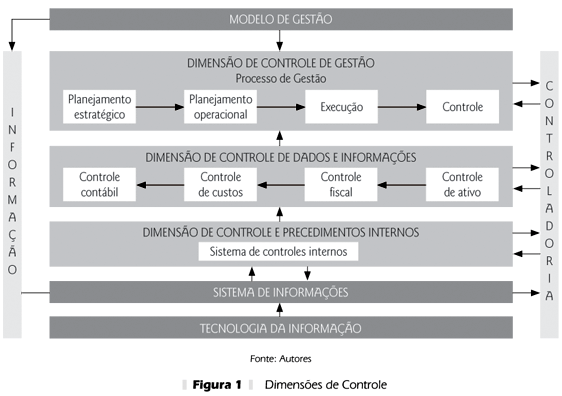 MODELO DE GESTÃO
INFORMAÇÃO
DIMENSÃO DE CONTROLE DE GESTÃO
Processo de Gestão
Planejamento
estratégico
Planejamento
operacional
Execução
Controle
DIMENSÃO DE CONTROLE DE DADOS E INFORMAÇÕES
Controle
contábil
Controle
de custos
Controle
fiscal
Controle
de ativo
DIMENSÃO DE CONTROLE E PRECEDIMENTOS INTERNOS
Sistema de controles internos
SISTEMA DE INFORMAÇÕES
TECNOLOGIA DA INFORMAÇÃO
CONTROLADORIA
Fonte: Autores
Figura 1 Dimensões de Controle